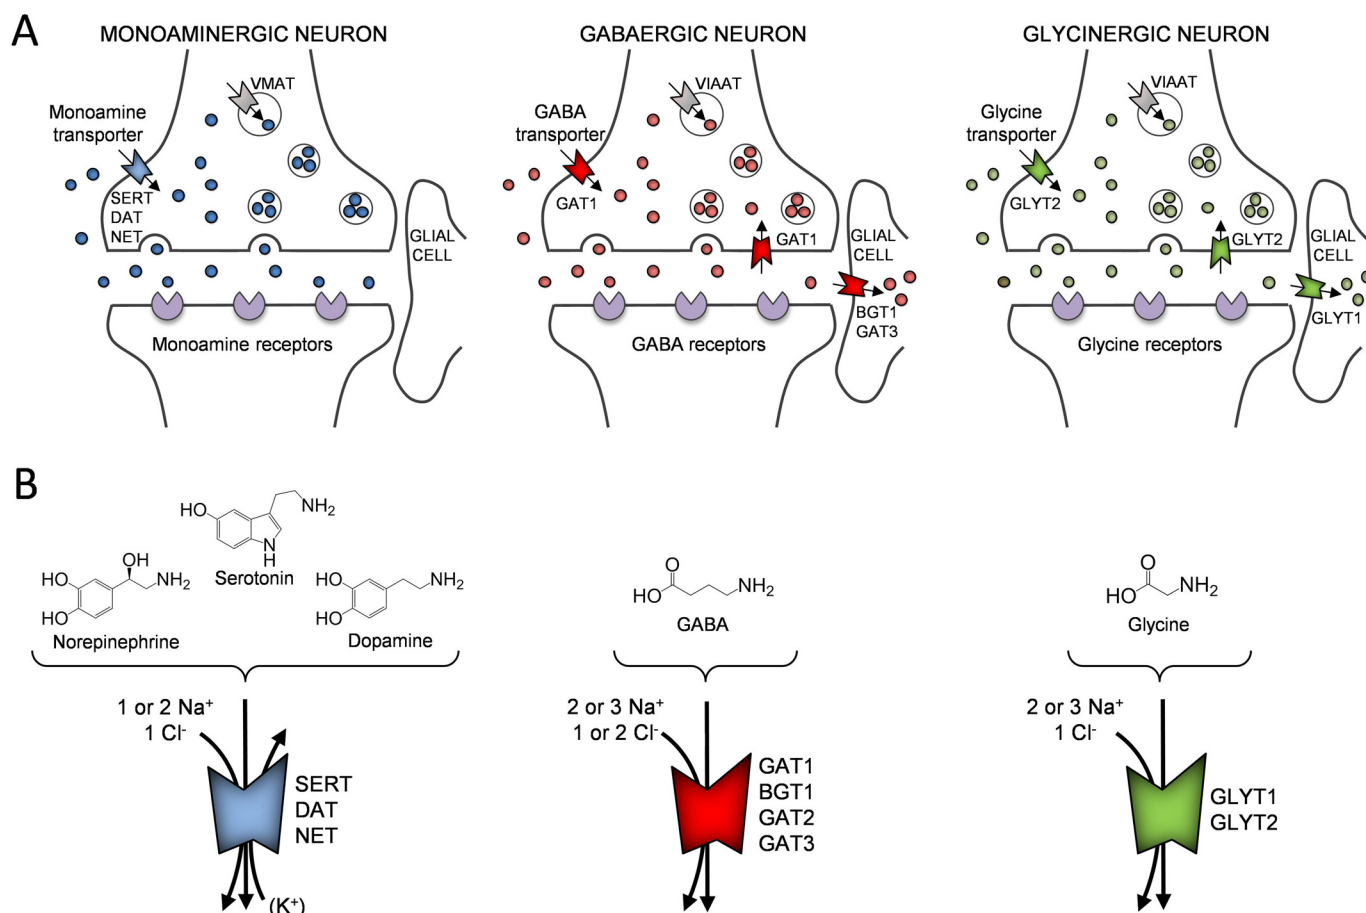 A
MONOAMINERGIC NEURON
VMAT
Monoamine
transporter
SERT
DAT
NET
GLIAL
CELL
Monoamine receptors
GABAERGIC NEURON
VIAAT
GABA
transporter
GAT1
GAT1
GLIAL
CELL
BGT1
GAT3
GABA receptors
GLYCINERGIC NEURON
VIAAT
Glycine
transporter
GLYT2
GLYT2
GLIAL
CELL
GLYT1
Glycine receptors
B
HO
NH₂
N
H
Serotonin
OH
HO
NH₂
HO
Norepinephrine
HO
NH₂
HO
Dopamine
1 or 2 Na⁺
1 Cl⁻
SERT
DAT
NET
(K⁺)
O
HO
NH₂
GABA
2 or 3 Na⁺
1 or 2 Cl⁻
GAT1
BGT1
GAT2
GAT3
O
HO
NH₂
Glycine
2 or 3 Na⁺
1 Cl⁻
GLYT1
GLYT2